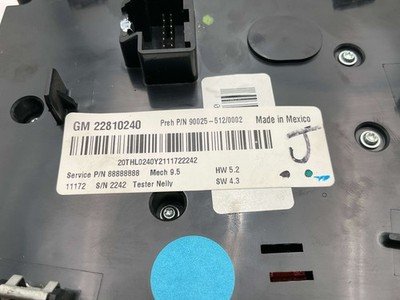 GM 22810240 Preh P/N 90025-512/0002 Made in Mexico
20THL0240Y2111722242
Service P/N 88888888 Mech 9.5 HW 5.2
11172 S/N 2242 Tester Nelly SW 4.3